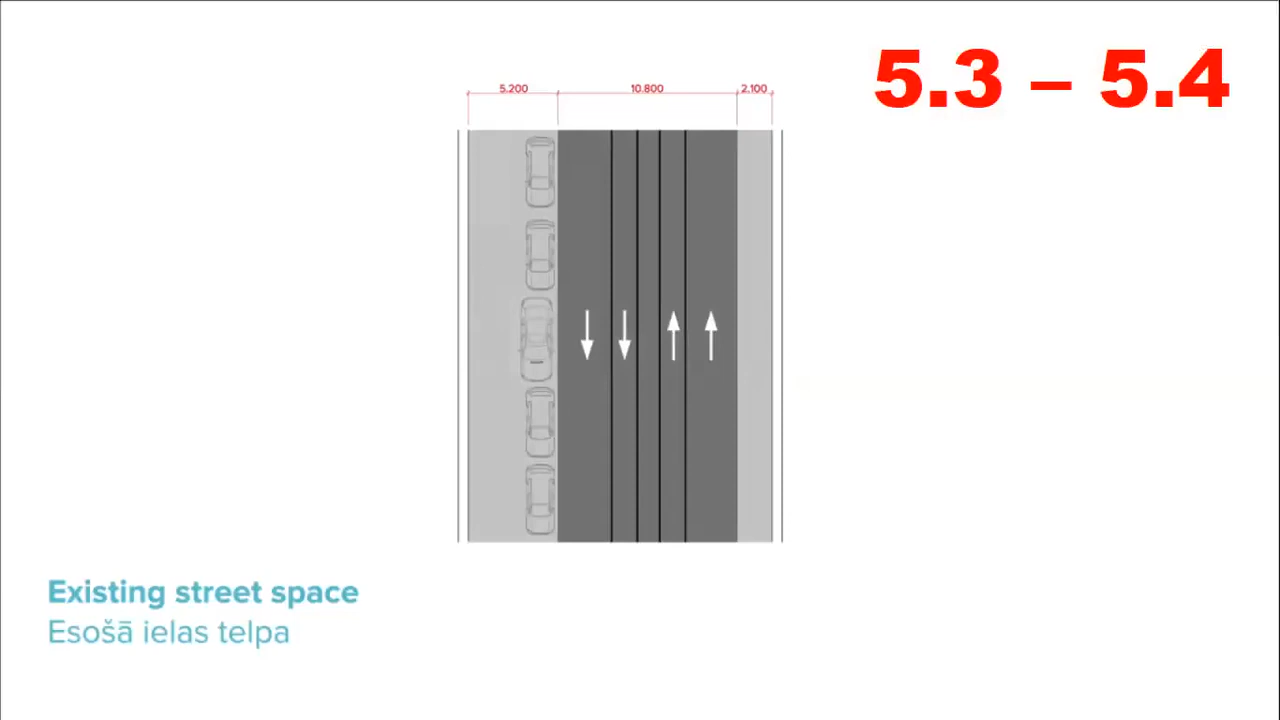 5.3 – 5.4
5.200 10.800 2.100
Existing street space
Esošā ielas telpa